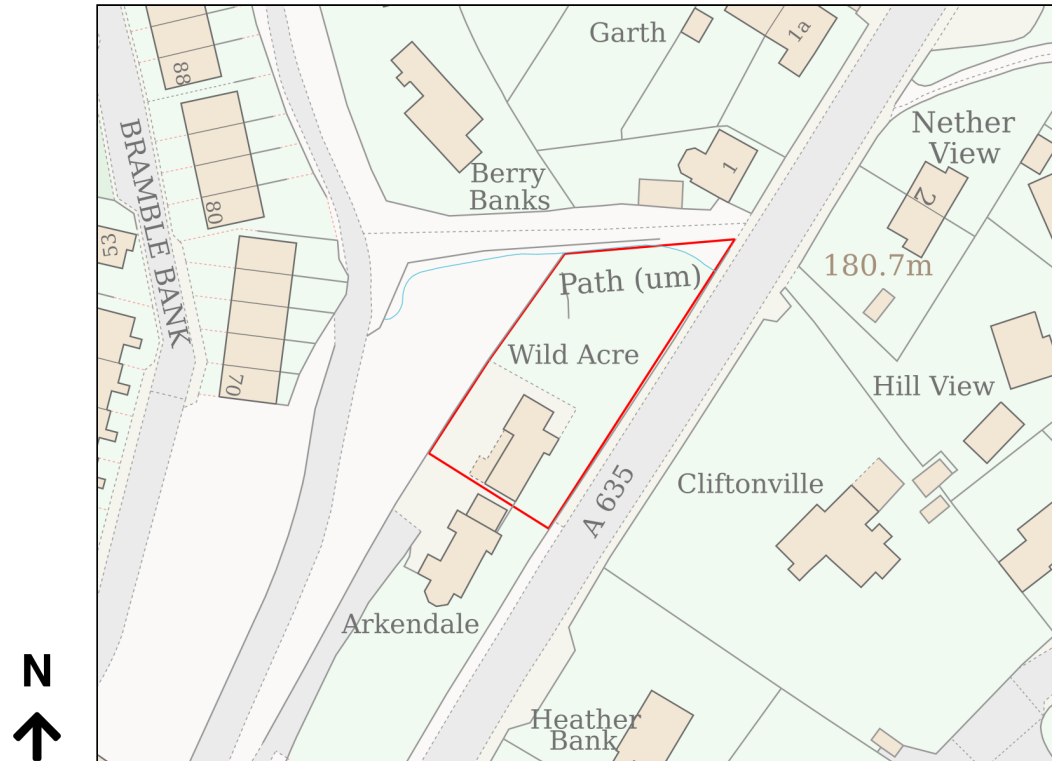 Garth
1a
88
BRAMBLE BANK
Nether
View
Berry
Banks
1
2
80
53
180.7m
Path (um)
Wild Acre
70
Hill View
Cliftonville
A 635
Arkendale
N
Heather
Bank